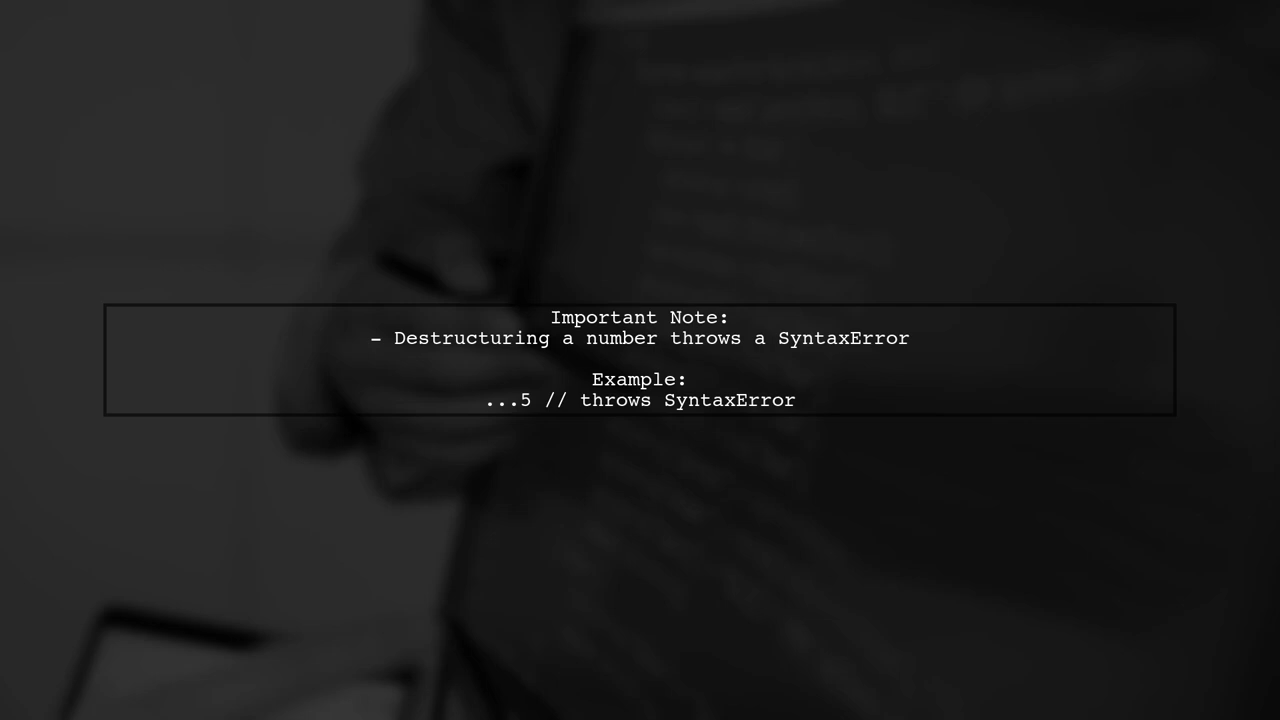 Important Note:
- Destructuring a number throws a SyntaxError
Example:
...5 // throws SyntaxError